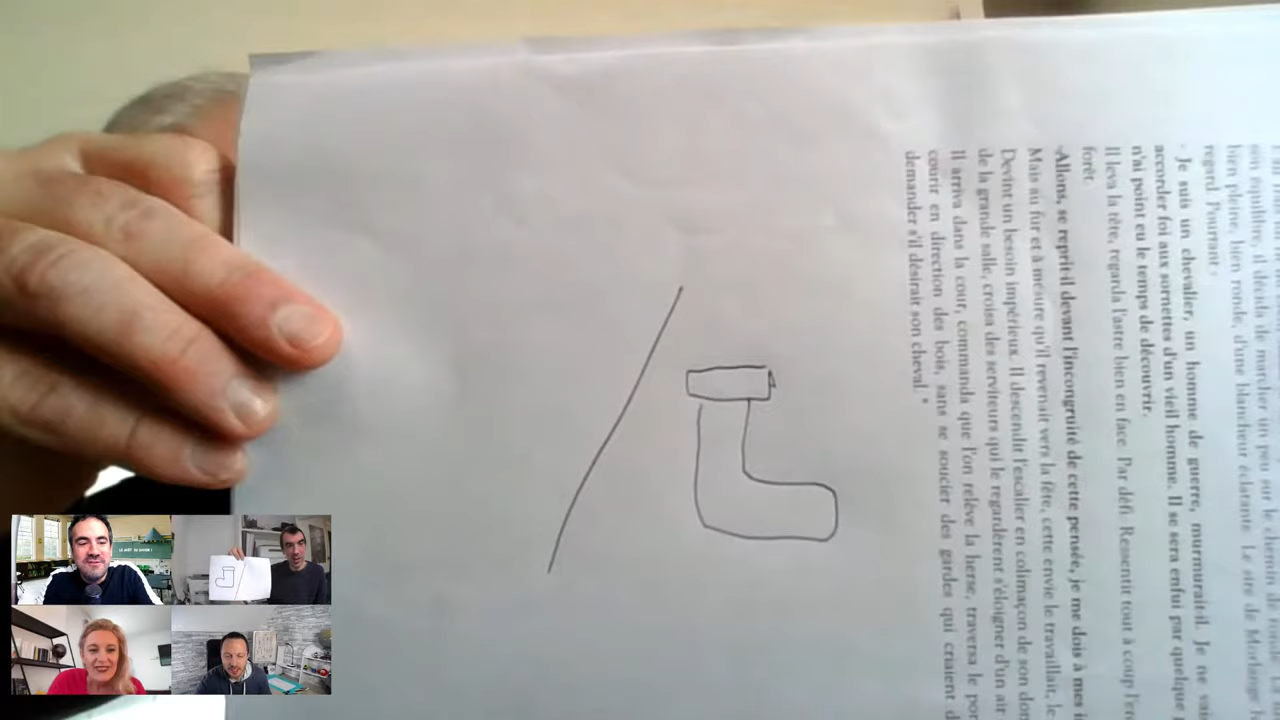 son équilibre, il décida de marcher un peu sur le chemin de ronde. La
bien pleine, bien ronde, d'une blancheur éclatante. Le sire de Morlange
regard. Pourtant :
- Je suis un chevalier, un homme de guerre, murmura-t-il. Je ne
accorder foi aux sornettes d'un vieil homme. Il se sera enfui par quelque
n'ai point eu le temps de découvrir.
Il leva la tête, regarda l'astre bien en face. Par défi. Ressentit tout à coup
forêt.
-Allons, se reprit-il devant l'incongruité de cette pensée, je me dois à mes
Mais au fur et à mesure qu'il revenait vers la fête, cette envie le travaillait, le
Devint un besoin impérieux. Il descendit l'escalier en colimaçon de son
de la grande salle, croisa des serviteurs qui le regardèrent s'éloigner d'un air
Il arriva dans la cour, commanda que l'on relève la herse, traversa le
courir en direction des bois, sans se soucier des gardes qui criaient
demander s'il désirait son cheval. "